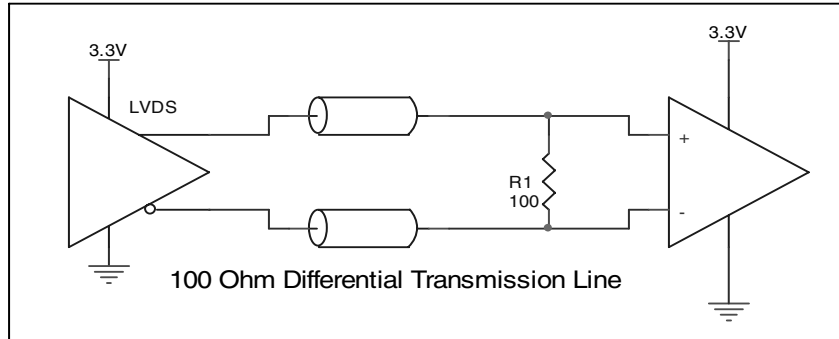 3.3V
3.3V
LVDS
+
R1
100
-
100 Ohm Differential Transmission Line